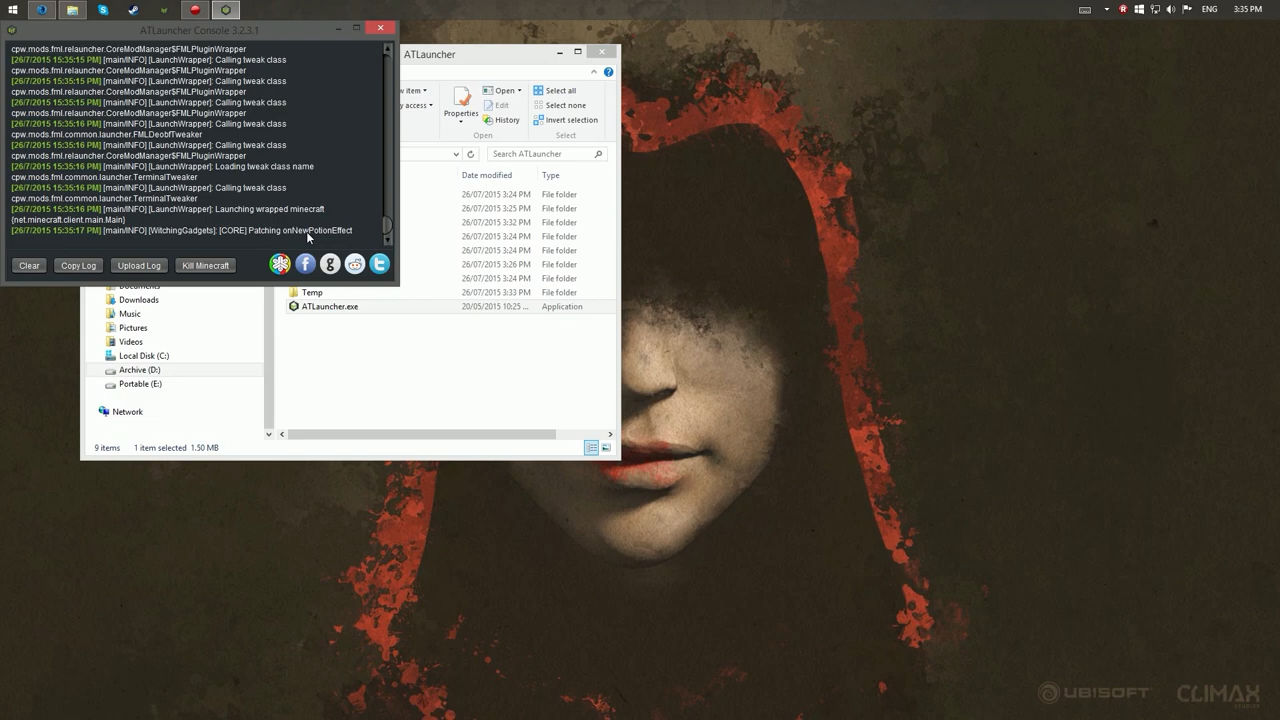 ENG
3:35 PM
ATLauncher Console 3.2.3.1
cpw.mods.fml.relauncher.CoreModManager$FMLPluginWrapper
[26/7/2015 15:35:15 PM] [main/INFO] [LaunchWrapper]: Calling tweak class
cpw.mods.fml.relauncher.CoreModManager$FMLPluginWrapper
[26/7/2015 15:35:15 PM] [main/INFO] [LaunchWrapper]: Calling tweak class
cpw.mods.fml.relauncher.CoreModManager$FMLPluginWrapper
[26/7/2015 15:35:15 PM] [main/INFO] [LaunchWrapper]: Calling tweak class
cpw.mods.fml.relauncher.CoreModManager$FMLPluginWrapper
[26/7/2015 15:35:16 PM] [main/INFO] [LaunchWrapper]: Calling tweak class
cpw.mods.fml.common.launcher.FMLDeobfTweaker
[26/7/2015 15:35:16 PM] [main/INFO] [LaunchWrapper]: Calling tweak class
cpw.mods.fml.relauncher.CoreModManager$FMLPluginWrapper
[26/7/2015 15:35:16 PM] [main/INFO] [LaunchWrapper]: Loading tweak class name
cpw.mods.fml.common.launcher.TerminalTweaker
[26/7/2015 15:35:16 PM] [main/INFO] [LaunchWrapper]: Calling tweak class
cpw.mods.fml.common.launcher.TerminalTweaker
[26/7/2015 15:35:16 PM] [main/INFO] [LaunchWrapper]: Launching wrapped minecraft
{net.minecraft.client.main.Main}
[26/7/2015 15:35:17 PM] [main/INFO] [WitchingGadgets]: [CORE] Patching onNewPotionEffect
Clear
Copy Log
Upload Log
Kill Minecraft
ATLauncher
w item
y access
Properties
Open
Edit
History
Open
Select all
Select none
Invert selection
Select
Search ATLauncher
Date modified
Type
26/07/2015 3:24 PM File folder
26/07/2015 3:25 PM File folder
26/07/2015 3:32 PM File folder
26/07/2015 3:24 PM File folder
26/07/2015 3:24 PM File folder
26/07/2015 3:26 PM File folder
26/07/2015 3:24 PM File folder
Temp 26/07/2015 3:33 PM File folder
ATLauncher.exe 20/05/2015 10:25 ... Application
Documents
Downloads
Music
Pictures
Videos
Local Disk (C:)
Archive (D:)
Portable (E:)
Network
9 items
1 item selected 1.50 MB
UBISOFT
CLIMAX
STUDIOS